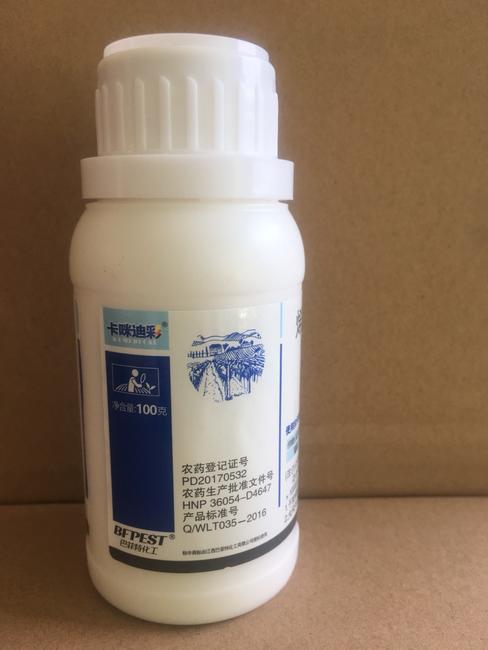 卡咪迪彩®
净含量:100克
农药登记证号
PD20170532
农药生产批准文件号
HNP 36054-D4647
产品标准号
Q/WLT035-2016
BFPEST®
巴菲特化工